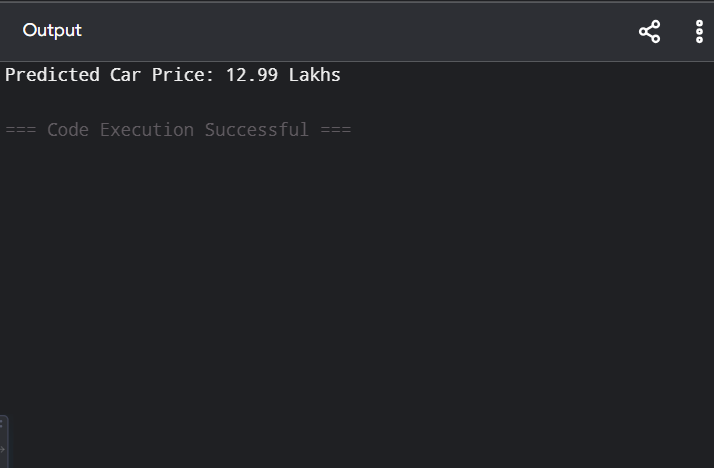 Output
Predicted Car Price: 12.99 Lakhs
=== Code Execution Successful ===